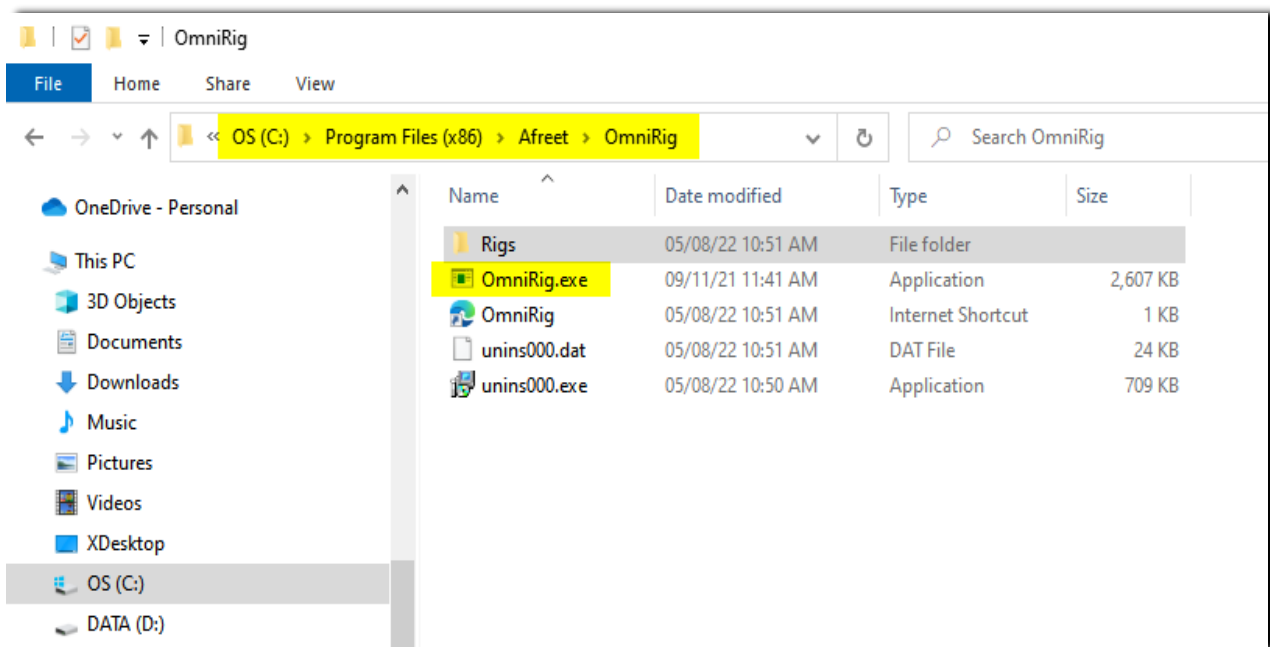 OmniRig
File Home Share View
« OS (C:) › Program Files (x86) › Afreet › OmniRig Search OmniRig
OneDrive - Personal
This PC
3D Objects
Documents
Downloads
Music
Pictures
Videos
XDesktop
OS (C:)
DATA (D:)
Name Date modified Type Size
Rigs 05/08/22 10:51 AM File folder
OmniRig.exe 09/11/21 11:41 AM Application 2,607 KB
OmniRig 05/08/22 10:51 AM Internet Shortcut 1 KB
unins000.dat 05/08/22 10:51 AM DAT File 24 KB
unins000.exe 05/08/22 10:50 AM Application 709 KB